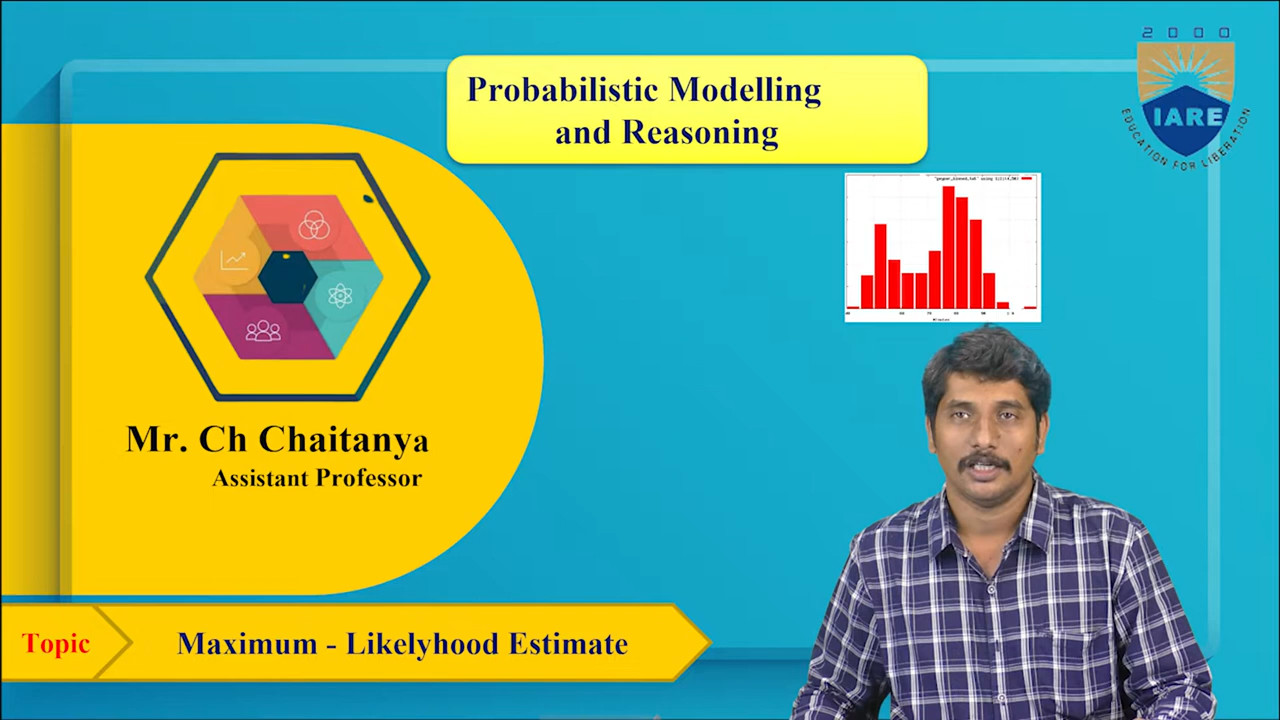 2000
IARE
EDUCATION FOR LIBERATION
Probabilistic Modelling
and Reasoning
Mr. Ch Chaitanya
Assistant Professor
Topic
Maximum - Likelyhood Estimate